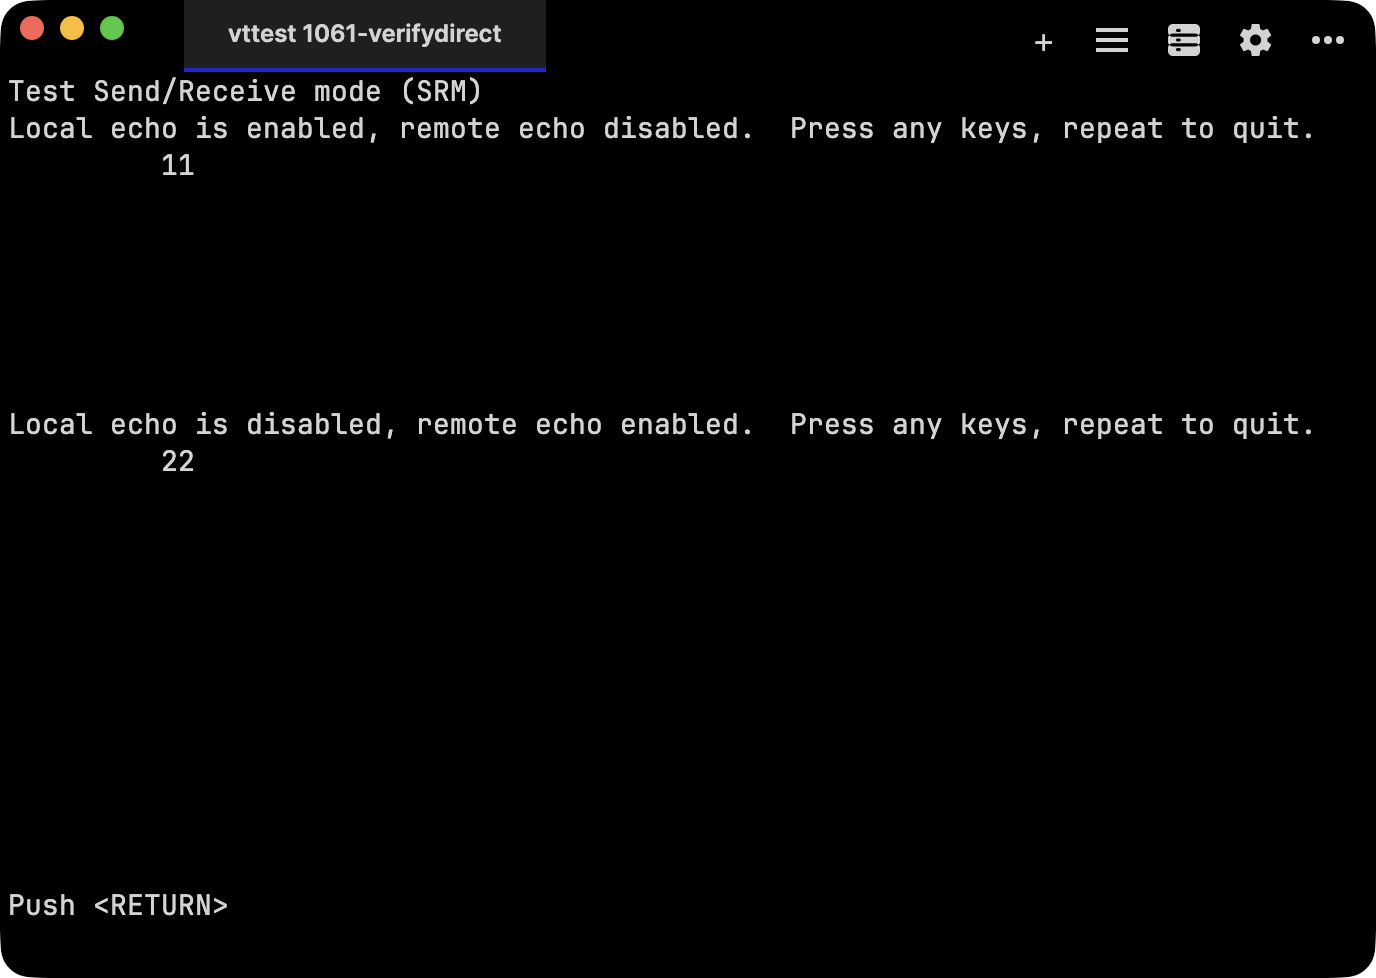 vttest 1061-verifydirect
Test Send/Receive mode (SRM)
Local echo is enabled, remote echo disabled.  Press any keys, repeat to quit.
         11
Local echo is disabled, remote echo enabled.  Press any keys, repeat to quit.
         22
Push <RETURN>